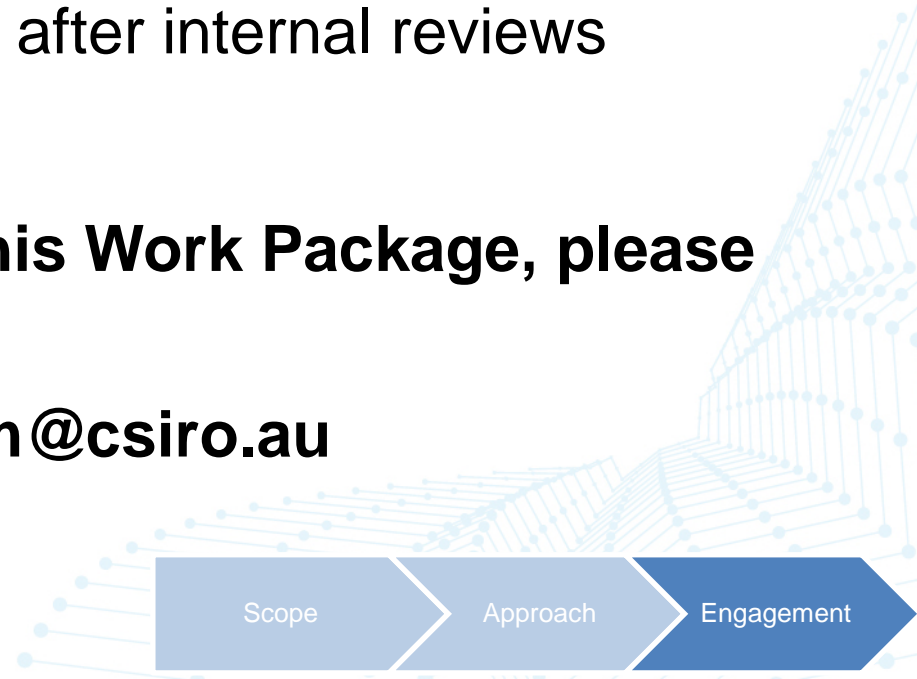 after internal reviews
his Work Package, please
n@csiro.au
Scope Approach Engagement